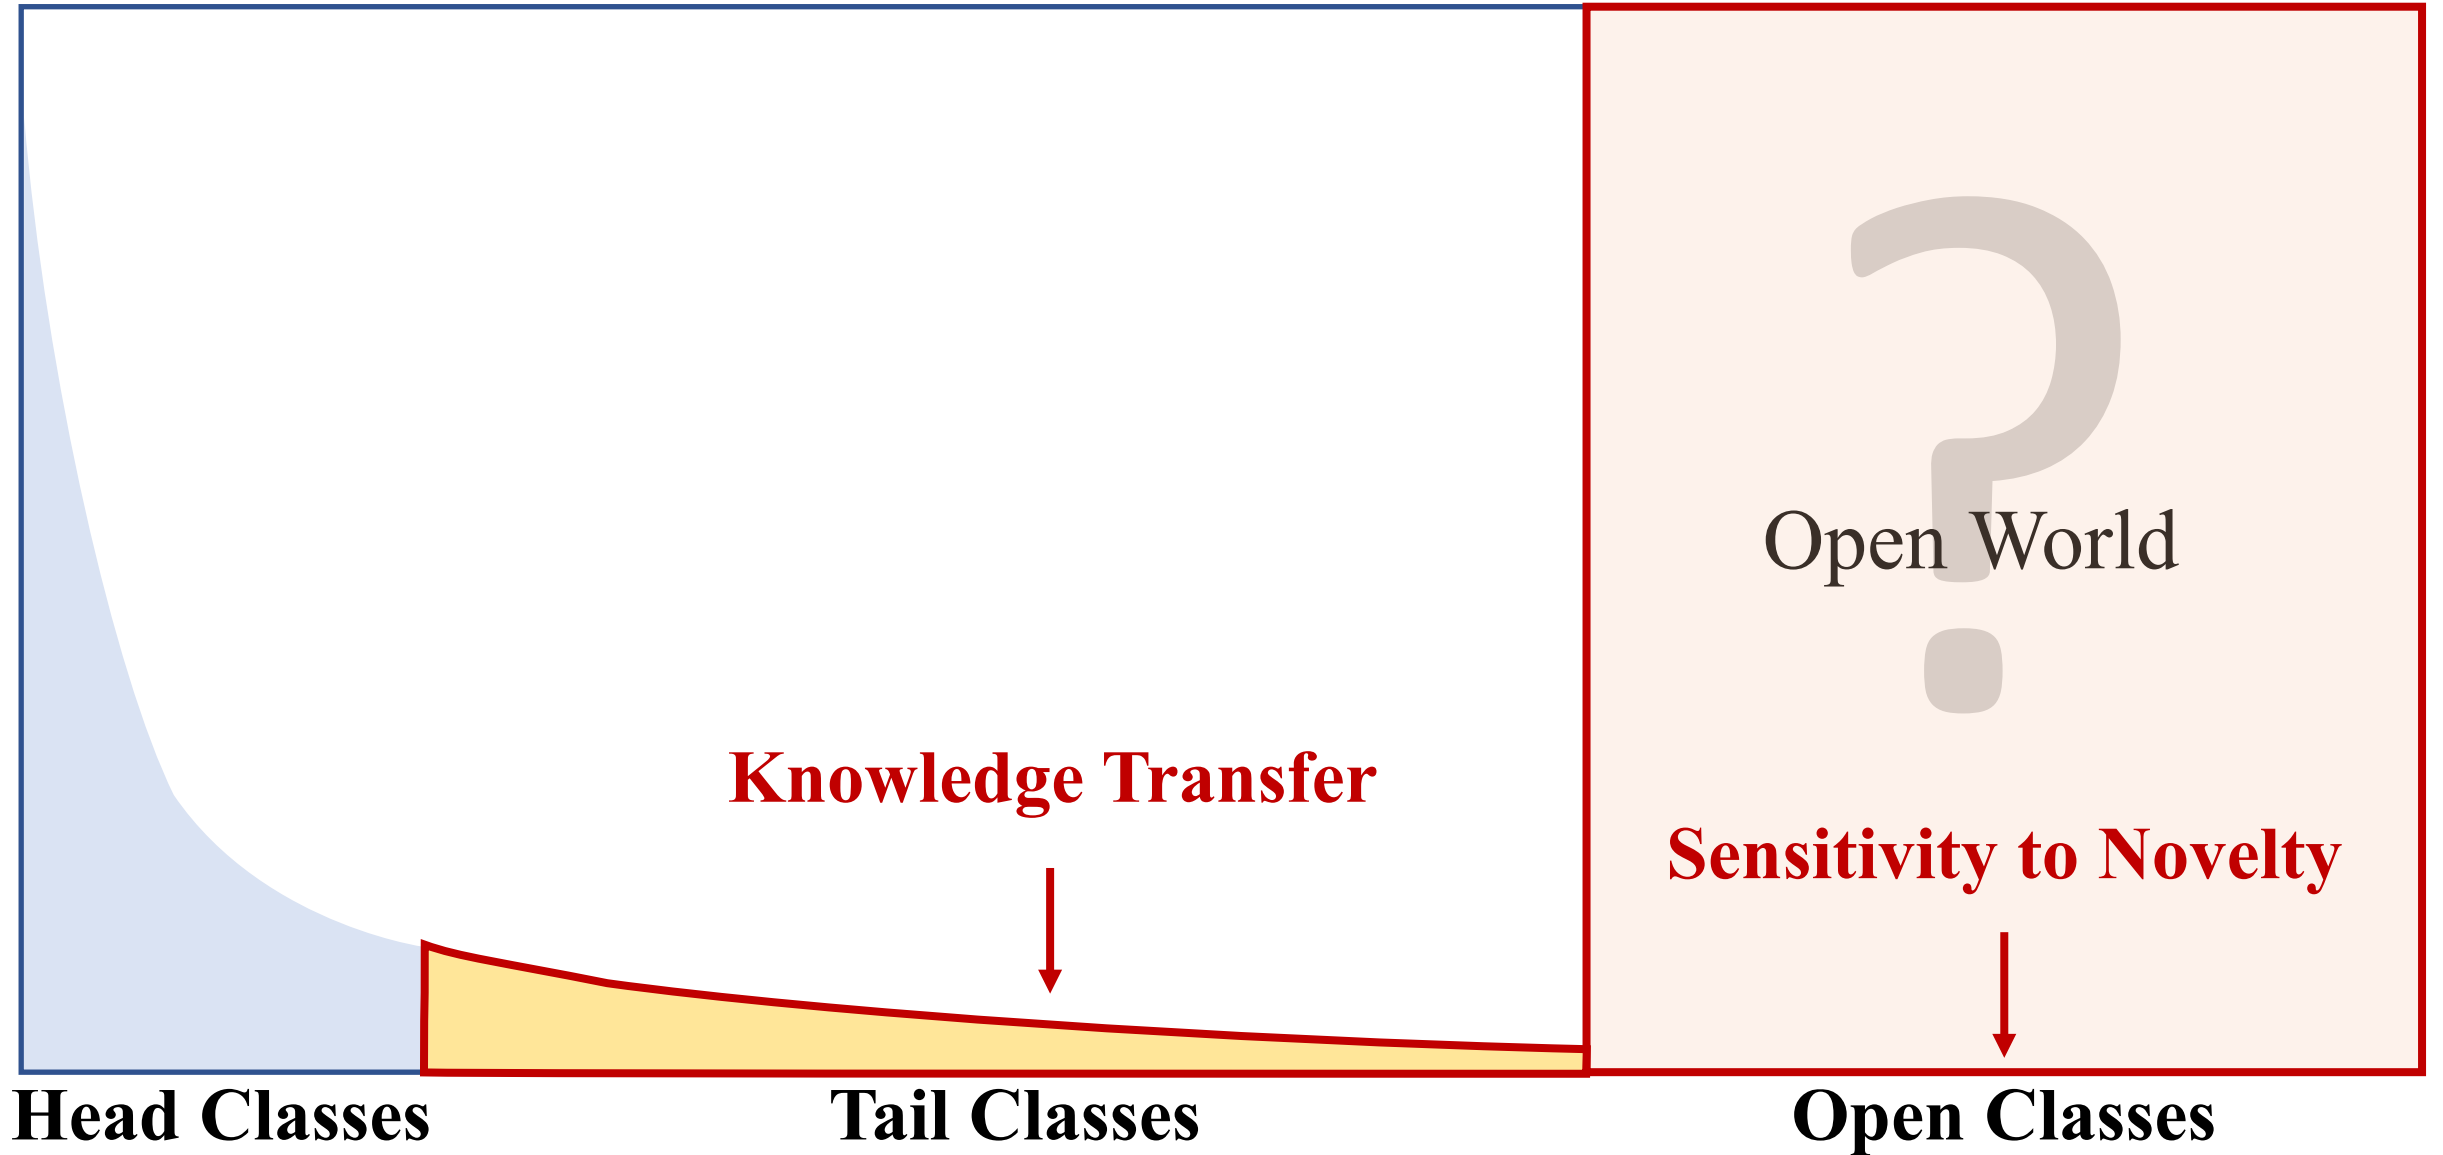 ?
Open World
Knowledge Transfer
Sensitivity to Novelty
Head Classes
Tail Classes
Open Classes